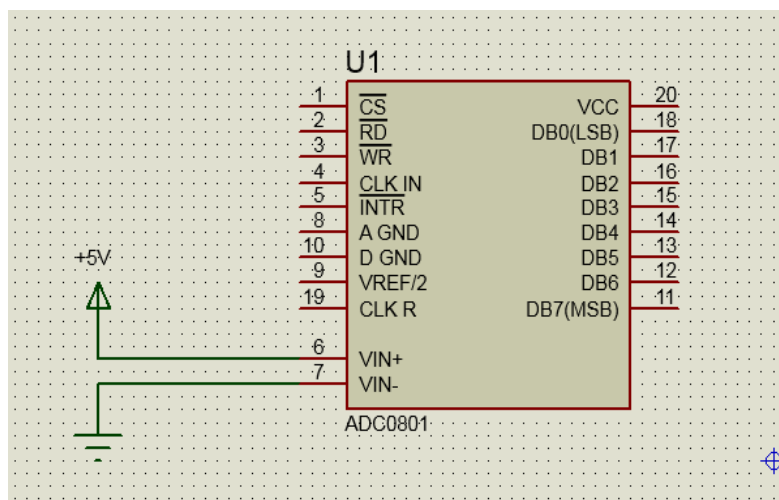 U1
1 CS VCC 20
2 RD DB0(LSB) 18
3 WR DB1 17
4 CLK IN DB2 16
5 INTR DB3 15
8 A GND DB4 14
10 D GND DB5 13
9 VREF/2 DB6 12
19 CLK R DB7(MSB) 11
+5V
6 VIN+
7 VIN-
ADC0801